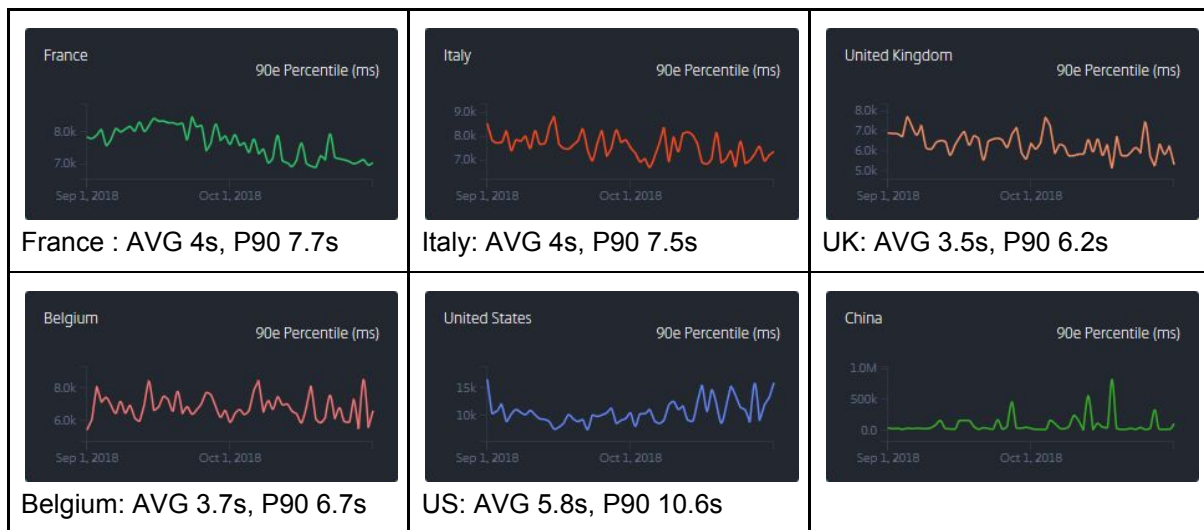 France
90e Percentile (ms)
8.0k
7.0k
Sep 1, 2018 Oct 1, 2018
France : AVG 4s, P90 7.7s
Italy
90e Percentile (ms)
9.0k
8.0k
7.0k
Sep 1, 2018 Oct 1, 2018
Italy: AVG 4s, P90 7.5s
United Kingdom
90e Percentile (ms)
8.0k
7.0k
6.0k
5.0k
Sep 1, 2018 Oct 1, 2018
UK: AVG 3.5s, P90 6.2s
Belgium
90e Percentile (ms)
8.0k
6.0k
Sep 1, 2018 Oct 1, 2018
Belgium: AVG 3.7s, P90 6.7s
United States
90e Percentile (ms)
15k
10k
Sep 1, 2018 Oct 1, 2018
US: AVG 5.8s, P90 10.6s
China
90e Percentile (ms)
1.0M
500k
0.0
Sep 1, 2018 Oct 1, 2018